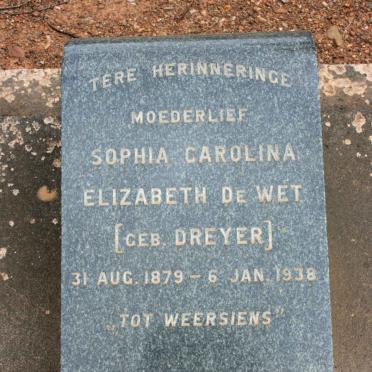 TERE HERINNERINGE
MOEDERLIEF
SOPHIA CAROLINA
ELIZABETH DE WET
[GEB. DREYER]
31 AUG. 1879 – 6 JAN. 1938
„TOT WEERSIENS”